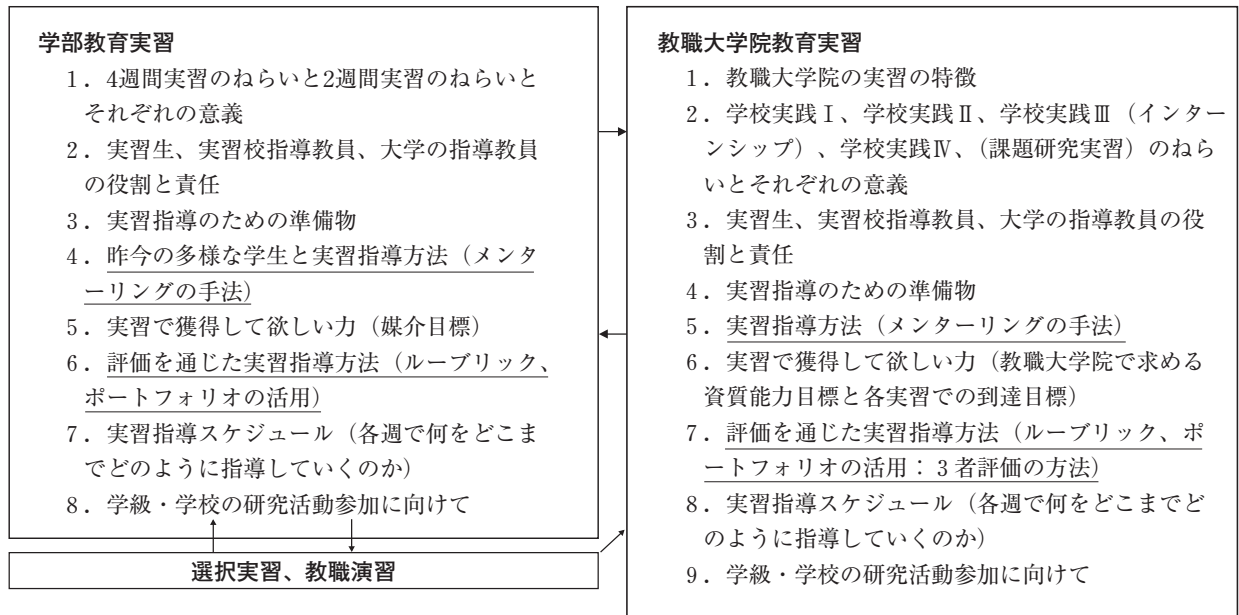 学部教育実習
1．4週間実習のねらいと2週間実習のねらいと
それぞれの意義
2．実習生、実習校指導教員、大学の指導教員
の役割と責任
3．実習指導のための準備物
4．昨今の多様な学生と実習指導方法（メンタ
ーリングの手法）
5．実習で獲得して欲しい力（媒介目標）
6．評価を通じた実習指導方法（ルーブリック、
ポートフォリオの活用）
7．実習指導スケジュール（各週で何をどこま
でどのように指導していくのか）
8．学級・学校の研究活動参加に向けて
選択実習、教職演習
教職大学院教育実習
1．教職大学院の実習の特徴
2．学校実践Ⅰ、学校実践Ⅱ、学校実践Ⅲ（インター
ンシップ）、学校実践Ⅳ、（課題研究実習）のねら
いとそれぞれの意義
3．実習生、実習校指導教員、大学の指導教員の役
割と責任
4．実習指導のための準備物
5．実習指導方法（メンターリングの手法）
6．実習で獲得して欲しい力（教職大学院で求める
資質能力目標と各実習での到達目標）
7．評価を通じた実習指導方法（ルーブリック、ポ
ートフォリオの活用：3者評価の方法）
8．実習指導スケジュール（各週で何をどこまでど
のように指導していくのか）
9．学級・学校の研究活動参加に向けて